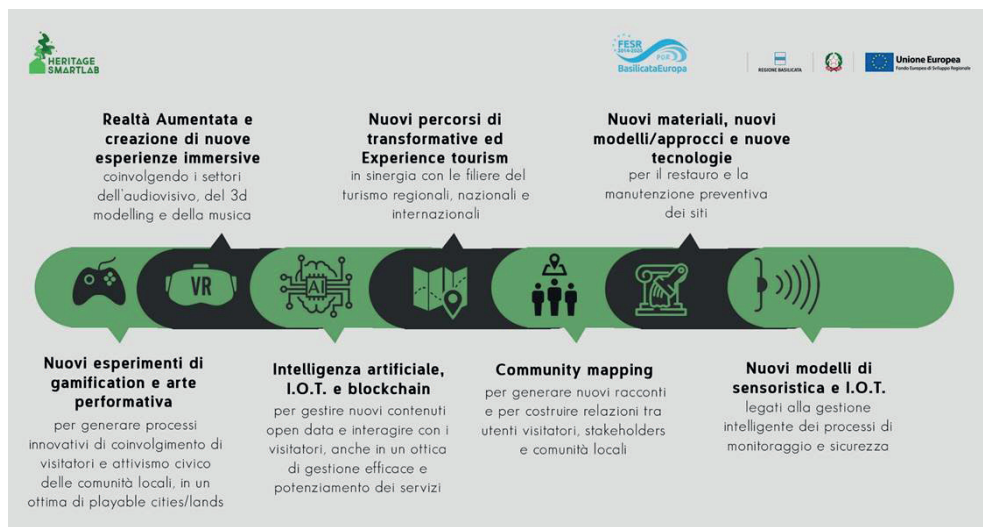 HERITAGE
SMARTLAB
FESR
2014-2020
POR
BasilicataEuropa
REGIONE BASILICATA
Unione Europea
Fondo Europeo di Sviluppo Regionale
Realtà Aumentata e
creazione di nuove
esperienze immersive
coinvolgendo i settori
dell'audiovisivo, del 3d
modelling e della musica
Nuovi percorsi di
transformative ed
Experience tourism
in sinergia con le filiere del
turismo regionali, nazionali e
internazionali
Nuovi materiali, nuovi
modelli/approcci e nuove
tecnologie
per il restauro e la
manutenzione preventiva
dei siti
VR
AI
Nuovi esperimenti di
gamification e arte
performativa
per generare processi
innovativi di coinvolgimento di
visitatori e attivismo civico
delle comunità locali, in un
ottima di playable cities/lands
Intelligenza artificiale,
I.O.T. e blockchain
per gestire nuovi contenuti
open data e interagire con i
visitatori, anche in un ottica
di gestione efficace e
potenziamento dei servizi
Community mapping
per generare nuovi racconti
e per costruire relazioni tra
utenti visitatori, stakeholders
e comunità locali
Nuovi modelli di
sensoristica e I.O.T.
legati alla gestione
intelligente dei processi di
monitoraggio e sicurezza